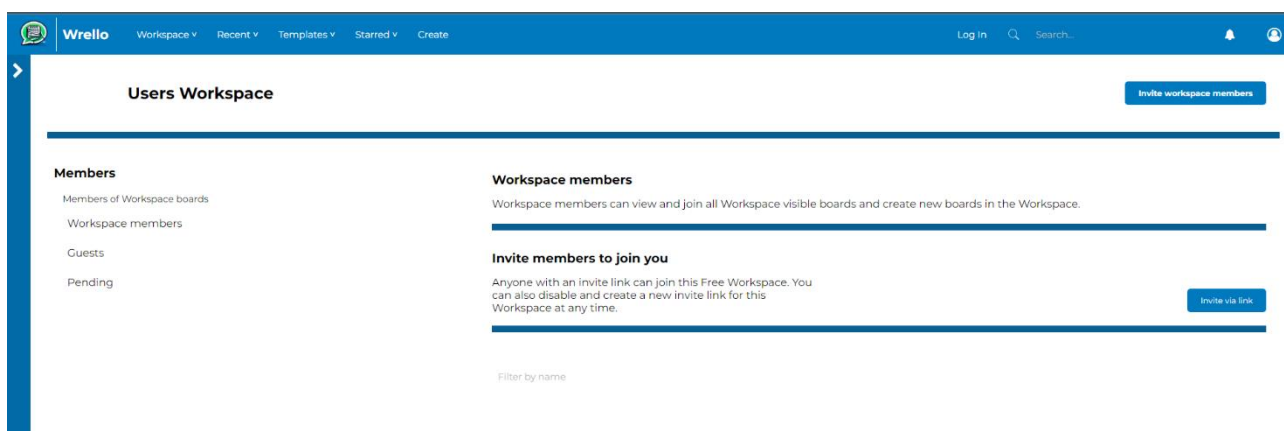 Wrello Workspace v Recent v Templates v Starred v Create Log In Search...
Users Workspace Invite workspace members
Members
Members of Workspace boards
Workspace members
Guests
Pending
Workspace members
Workspace members can view and join all Workspace visible boards and create new boards in the Workspace.
Invite members to join you
Anyone with an invite link can join this Free Workspace. You
can also disable and create a new invite link for this
Workspace at any time.
Invite via link
Filter by name